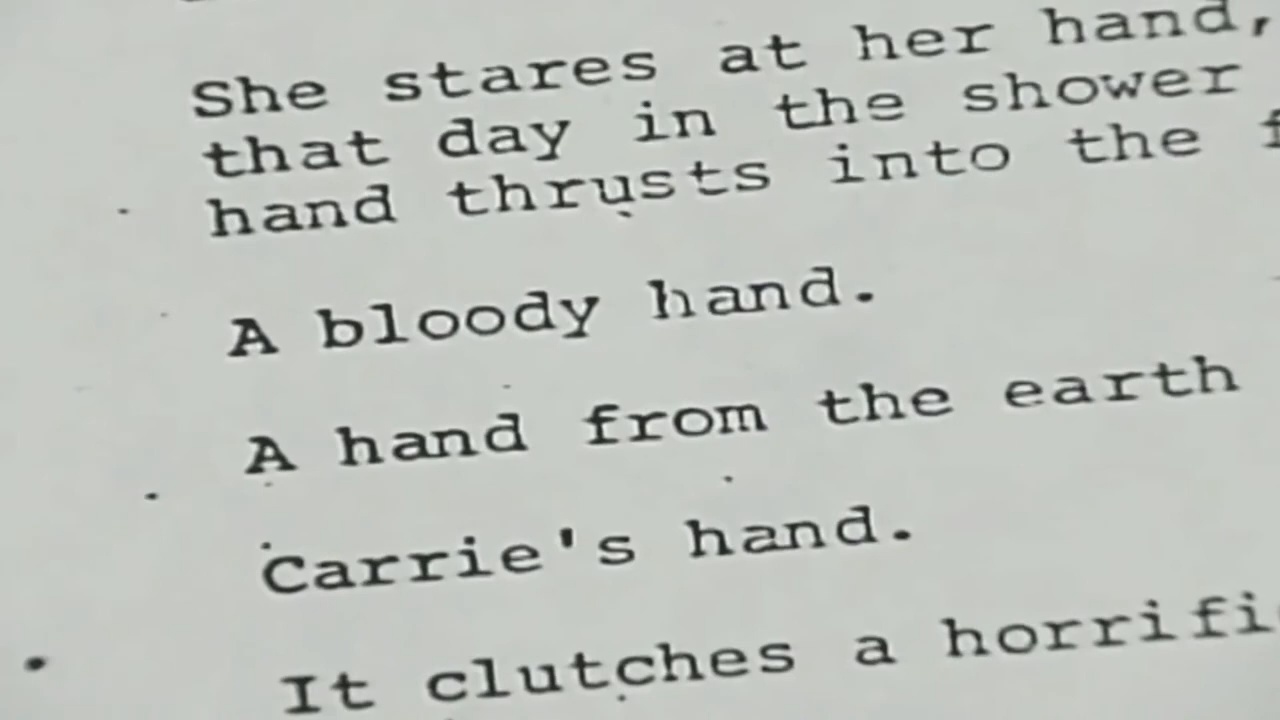 She stares at her hand,
that day in the shower
hand thrusts into the
A bloody hand.
A hand from the earth
Carrie's hand.
It clutches a